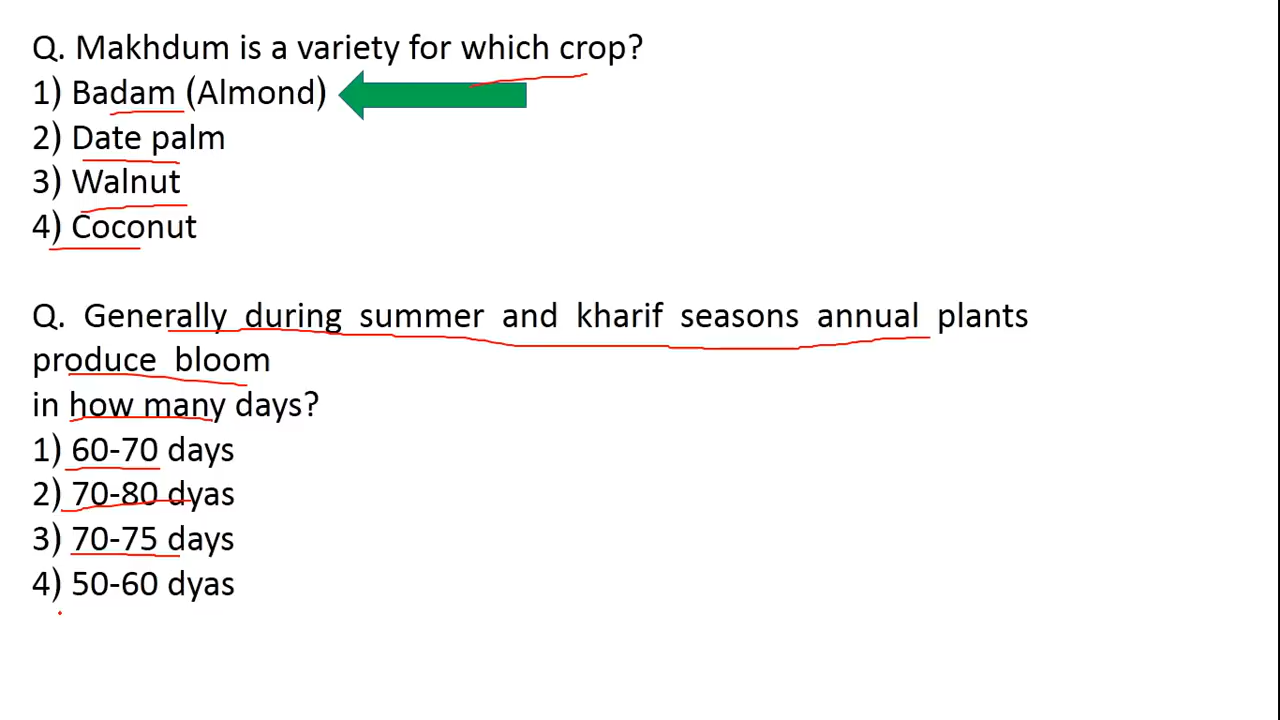 Q. Makhdum is a variety for which crop?
1) Badam (Almond)
2) Date palm
3) Walnut
4) Coconut
Q. Generally during summer and kharif seasons annual plants
produce bloom
in how many days?
1) 60-70 days
2) 70-80 dyas
3) 70-75 days
4) 50-60 dyas